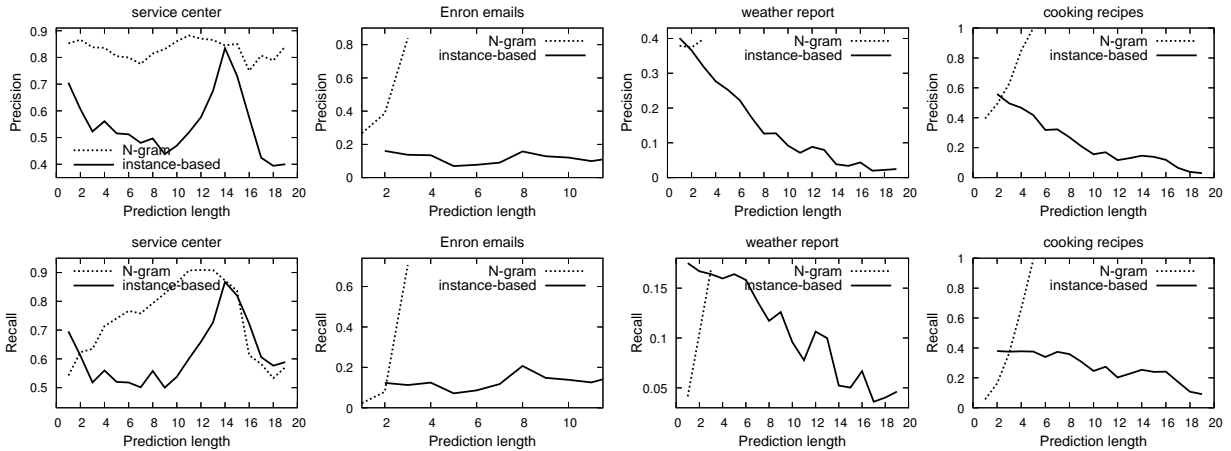 service center
0.9
0.8
0.7
0.6
0.5
0.4
Precision
N-gram
instance-based
0 2 4 6 8 10 12 14 16 18 20
Prediction length
Enron emails
0.8
0.6
0.4
0.2
0
Precision
N-gram
instance-based
2 4 6 8 10
Prediction length
weather report
0.4
0.3
0.2
0.1
0
Precision
N-gram
instance-based
0 2 4 6 8 10 12 14 16 18 20
Prediction length
cooking recipes
1
0.8
0.6
0.4
0.2
0
Precision
N-gram
instance-based
0 2 4 6 8 10 12 14 16 18 20
Prediction length
service center
0.9
0.8
0.7
0.6
0.5
Recall
N-gram
instance-based
0 2 4 6 8 10 12 14 16 18 20
Prediction length
Enron emails
0.6
0.4
0.2
0
Recall
N-gram
instance-based
2 4 6 8 10
Prediction length
weather report
0.15
0.1
0.05
Recall
N-gram
instance-based
0 2 4 6 8 10 12 14 16 18 20
Prediction length
cooking recipes
1
0.8
0.6
0.4
0.2
0
Recall
N-gram
instance-based
0 2 4 6 8 10 12 14 16 18 20
Prediction length